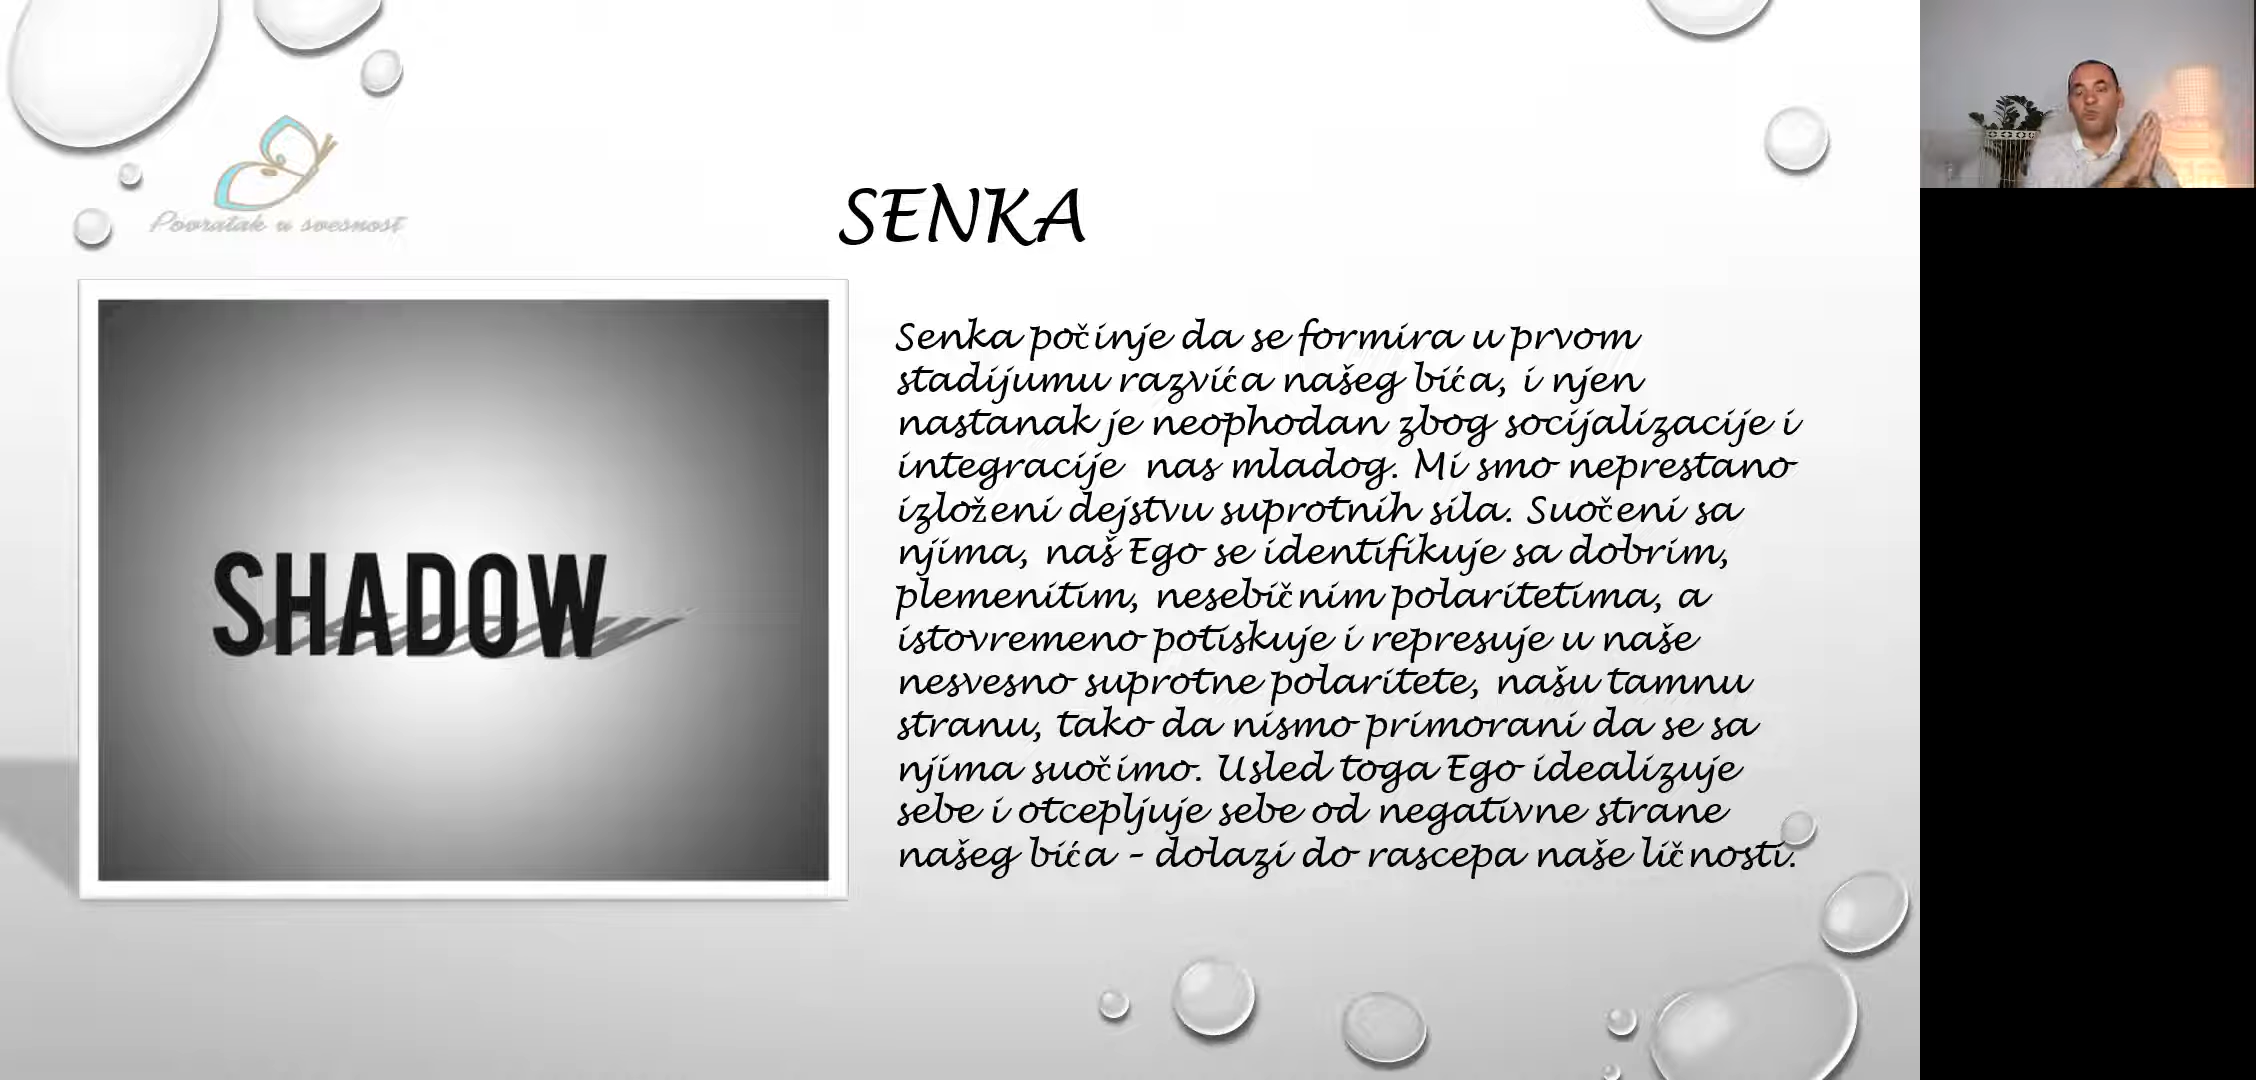 Povratak u svesnost
SENKA
SHADOW
Senka počinje da se formira u prvom
stadijumu razvića našeg bića, i njen
nastanak je neophodan zbog socijalizacije i
integracije nas mladog. Mi smo neprestano
izloženi dejstvu suprotnih sila. Suočeni sa
njima, naš Ego se identifikuje sa dobrim,
plemenitim, nesebičnim polaritetima, a
istovremeno potiskuje i represuje u naše
nesvesno suprotne polaritete, našu tamnu
stranu, tako da nismo primorani da se sa
njima suočimo. Usled toga Ego idealizuje
sebe i otcepljuje sebe od negativne strane
našeg bića – dolazi do rascepa naše ličnosti.